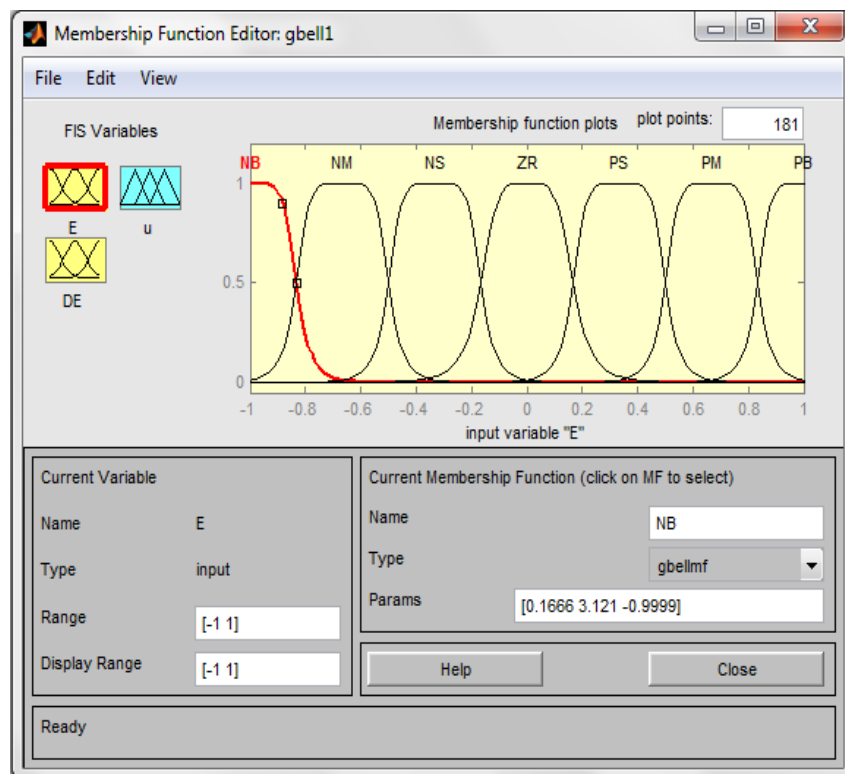 Membership Function Editor: gbell1
File Edit View
FIS Variables
Membership function plots plot points: 181
NB NM NS ZR PS PM PB
1
0.5
0
-1 -0.8 -0.6 -0.4 -0.2 0 0.2 0.4 0.6 0.8 1
input variable "E"
E u
DE
Current Variable
Name E
Type input
Range [-1 1]
Display Range [-1 1]
Current Membership Function (click on MF to select)
Name NB
Type gbellmf
Params [0.1666 3.121 -0.9999]
Help Close
Ready